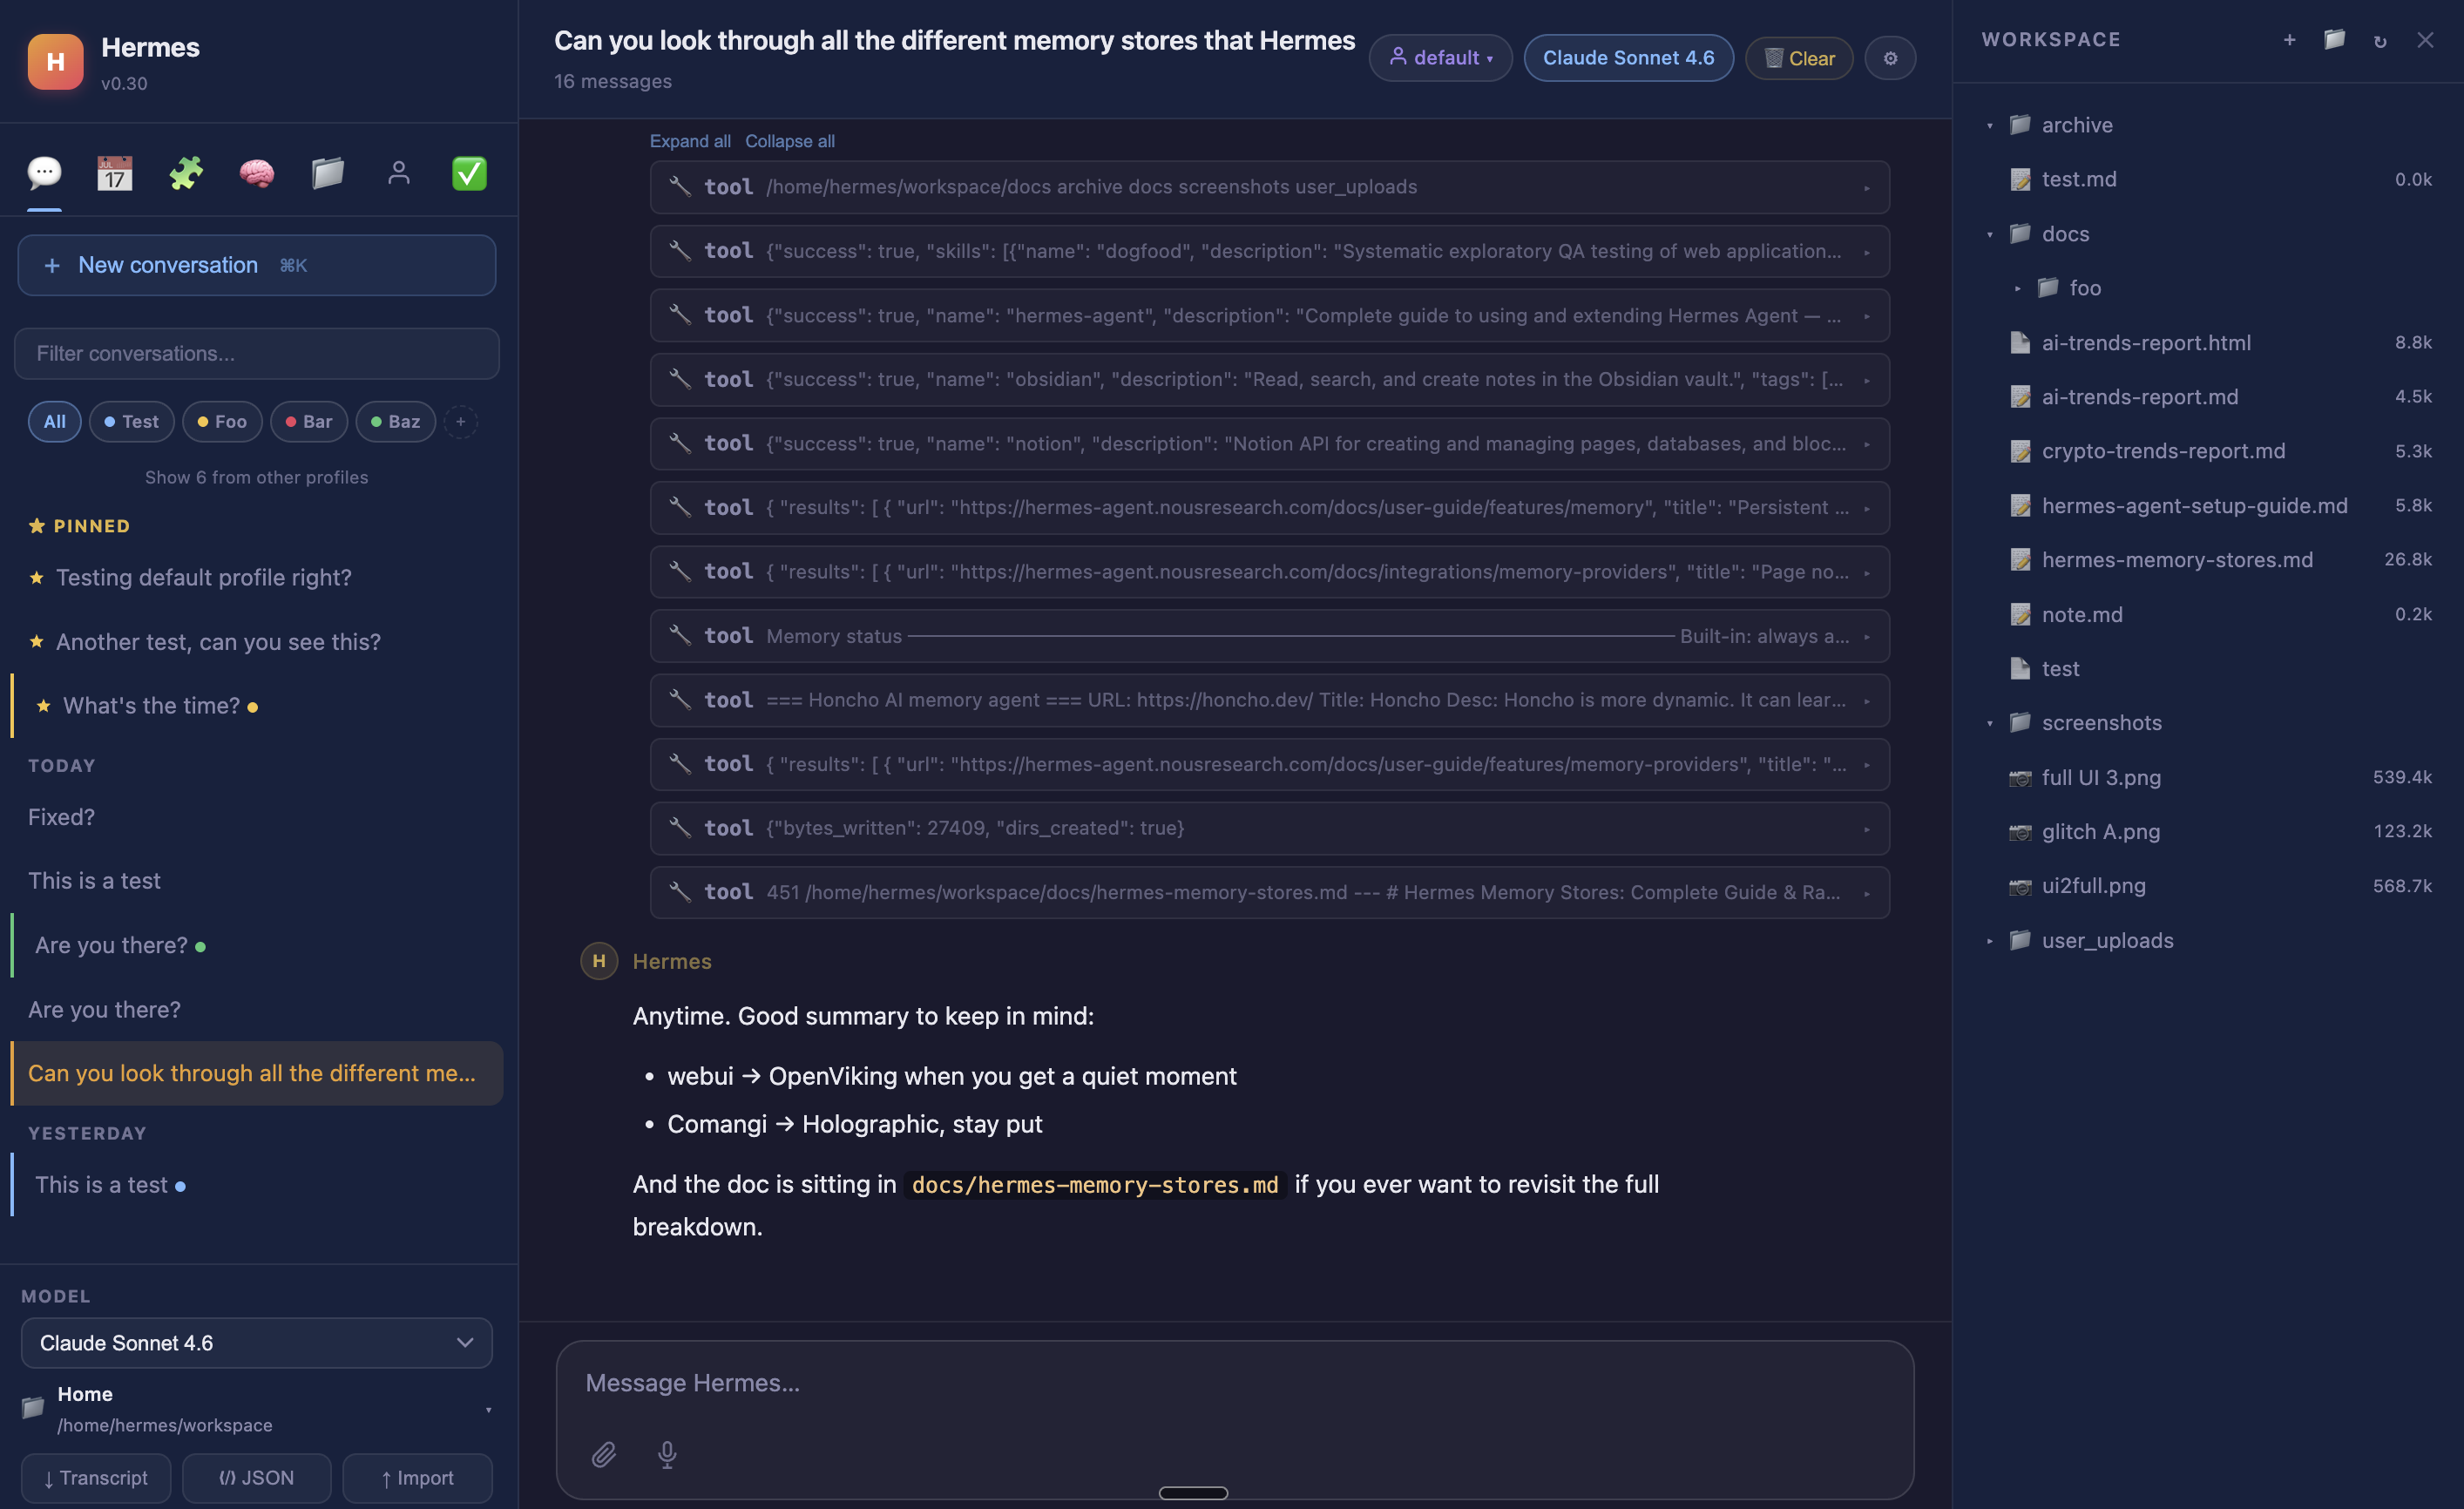 H
Hermes
v0.30
JUL
17
+ New conversation ⌘K
Filter conversations...
All
Test
Foo
Bar
Baz
+
Show 6 from other profiles
★ PINNED
★ Testing default profile right?
★ Another test, can you see this?
★ What's the time?
TODAY
Fixed?
This is a test
Are you there?
Are you there?
Can you look through all the different me...
YESTERDAY
This is a test
MODEL
Claude Sonnet 4.6
Home
/home/hermes/workspace
↓ Transcript
{/} JSON
↑ Import
Can you look through all the different memory stores that Hermes
16 messages
default ▾
Claude Sonnet 4.6
Clear
Expand all Collapse all
tool /home/hermes/workspace/docs archive docs screenshots user_uploads
tool {"success": true, "skills": [{"name": "dogfood", "description": "Systematic exploratory QA testing of web application...
tool {"success": true, "name": "hermes-agent", "description": "Complete guide to using and extending Hermes Agent — ...
tool {"success": true, "name": "obsidian", "description": "Read, search, and create notes in the Obsidian vault.", "tags": [...
tool {"success": true, "name": "notion", "description": "Notion API for creating and managing pages, databases, and bloc...
tool { "results": [ { "url": "https://hermes-agent.nousresearch.com/docs/user-guide/features/memory", "title": "Persistent ...
tool { "results": [ { "url": "https://hermes-agent.nousresearch.com/docs/integrations/memory-providers", "title": "Page no...
tool Memory status ──────────────────── Built-in: always a...
tool === Honcho AI memory agent === URL: https://honcho.dev/ Title: Honcho Desc: Honcho is more dynamic. It can lear...
tool { "results": [ { "url": "https://hermes-agent.nousresearch.com/docs/user-guide/features/memory-providers", "title": "...
tool {"bytes_written": 27409, "dirs_created": true}
tool 451 /home/hermes/workspace/docs/hermes-memory-stores.md --- # Hermes Memory Stores: Complete Guide & Ra...
H Hermes
Anytime. Good summary to keep in mind:
• webui → OpenViking when you get a quiet moment
• Comangi → Holographic, stay put
And the doc is sitting in docs/hermes-memory-stores.md if you ever want to revisit the full
breakdown.
Message Hermes...
WORKSPACE
archive
test.md 0.0k
docs
foo
ai-trends-report.html 8.8k
ai-trends-report.md 4.5k
crypto-trends-report.md 5.3k
hermes-agent-setup-guide.md 5.8k
hermes-memory-stores.md 26.8k
note.md 0.2k
test
screenshots
full UI 3.png 539.4k
glitch A.png 123.2k
ui2full.png 568.7k
user_uploads